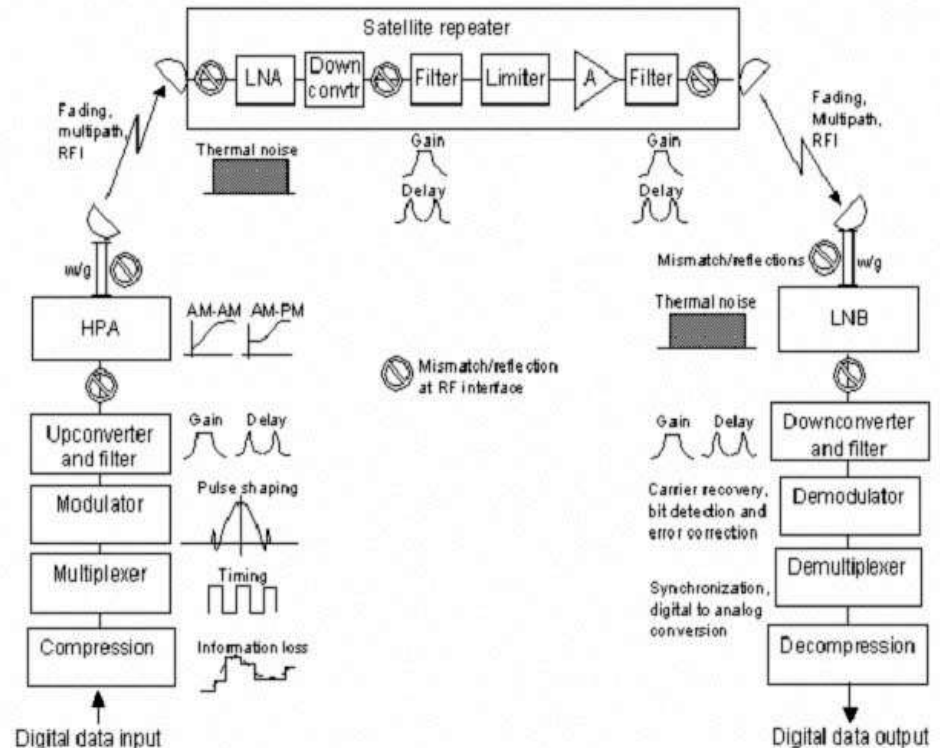 Satellite repeater
LNA
Down
convtr
Filter
Limiter
A
Filter
Fading,
multipath,
RFI
Fading,
Multipath,
RFI
Thermal noise
Gain
Delay
Gain
Delay
w/g
Mismatch/reflections
w/g
HPA
AM-AM
AM-PM
Thermal noise
LNB
Mismatch/reflection
at RF interface
Upconverter
and filter
Gain
Delay
Gain
Delay
Downconverter
and filter
Modulator
Pulse shaping
Carrier recovery,
bit detection and
error correction
Demodulator
Multiplexer
Timing
Synchronization,
digital to analog
conversion
Demultiplexer
Compression
Information loss
Decompression
Digital data input
Digital data output